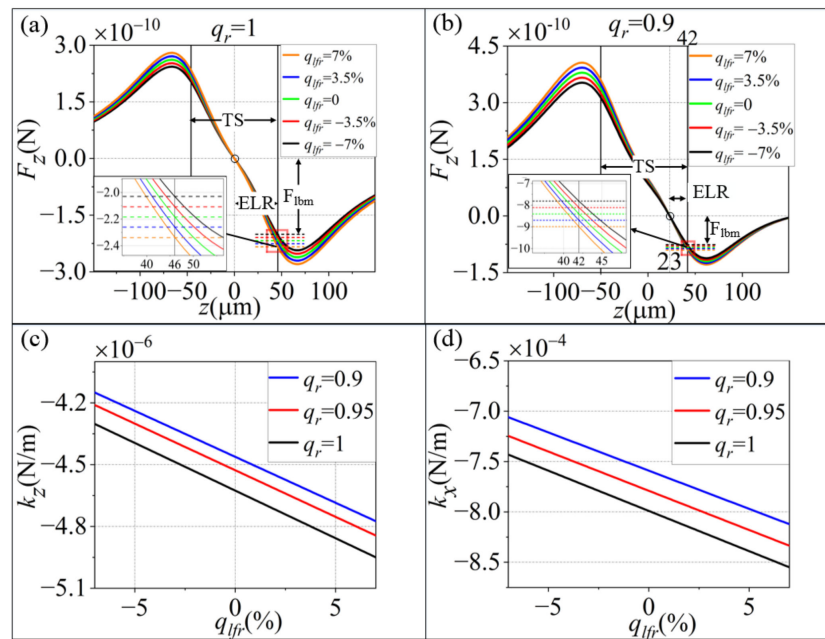 (a)
q_r=1
×10⁻¹⁰
3.0
1.5
0.0
−1.5
−3.0
F_z(N)
q_lfr=7%
q_lfr=3.5%
q_lfr=0
q_lfr= −3.5%
q_lfr= −7%
TS
ELR
F_lbm
−2.0
−2.2
−2.4
40 46 50
−100 −50 0 50 100
z(μm)
(b)
q_r=0.9
42
×10⁻¹⁰
4.5
3.0
1.5
0.0
−1.5
F_z(N)
q_lfr=7%
q_lfr=3.5%
q_lfr=0
q_lfr= −3.5%
q_lfr= −7%
TS
ELR
F_lbm
23
−7
−8
−9
−10
40 42 45
−100 −50 0 50 100
z(μm)
(c)
×10⁻⁶
−4.2
−4.5
−4.8
−5.1
k_z(N/m)
q_r=0.9
q_r=0.95
q_r=1
−5 0 5
q_lfr(%)
(d)
×10⁻⁴
−6.5
−7.0
−7.5
−8.0
−8.5
k_x(N/m)
q_r=0.9
q_r=0.95
q_r=1
−5 0 5
q_lfr(%)